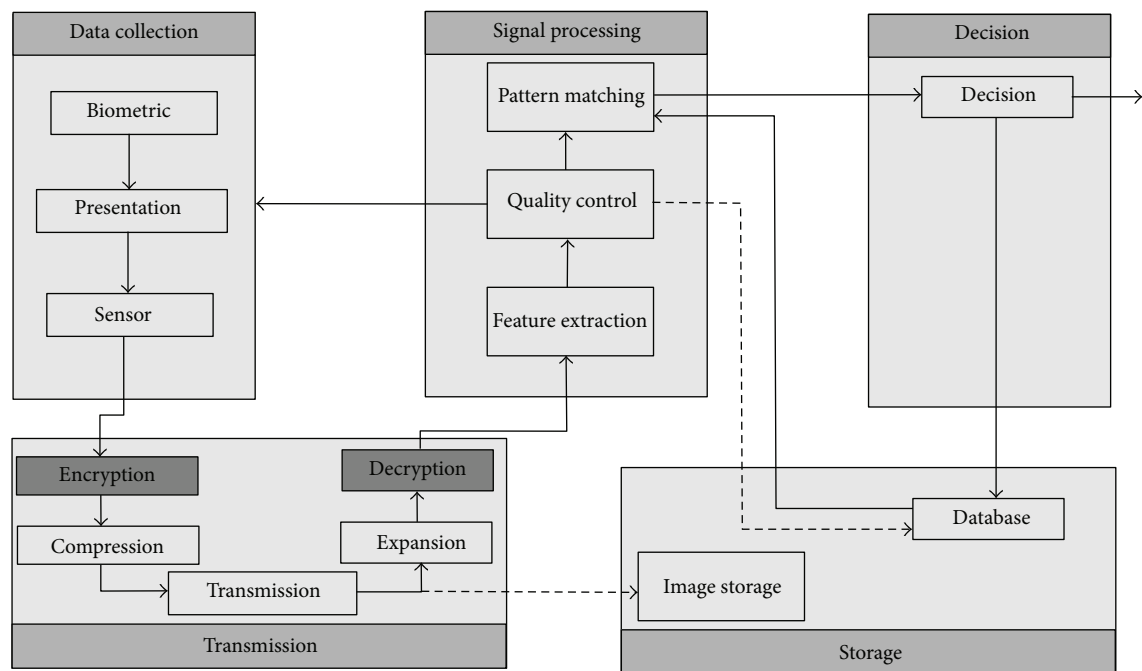 Data collection
Biometric
Presentation
Sensor
Signal processing
Pattern matching
Quality control
Feature extraction
Decision
Decision
Encryption
Compression
Transmission
Decryption
Expansion
Transmission
Database
Image storage
Storage